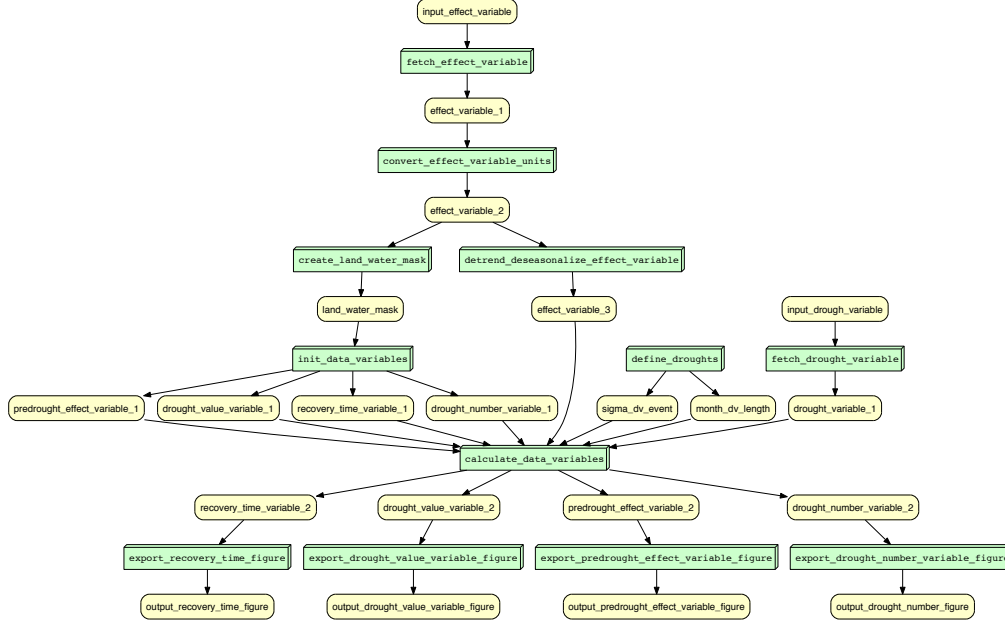 input_effect_variable
fetch_effect_variable
effect_variable_1
convert_effect_variable_units
effect_variable_2
create_land_water_mask
detrend_deseasonalize_effect_variable
land_water_mask
effect_variable_3
input_drough_variable
init_data_variables
define_droughts
fetch_drought_variable
predrought_effect_variable_1
drought_value_variable_1
recovery_time_variable_1
drought_number_variable_1
sigma_dv_event
month_dv_length
drought_variable_1
calculate_data_variables
recovery_time_variable_2
drought_value_variable_2
predrought_effect_variable_2
drought_number_variable_2
export_recovery_time_figure
export_drought_value_variable_figure
export_predrought_effect_variable_figure
export_drought_number_variable_figure
output_recovery_time_figure
output_drought_value_variable_figure
output_predrought_effect_variable_figure
output_drought_number_figure